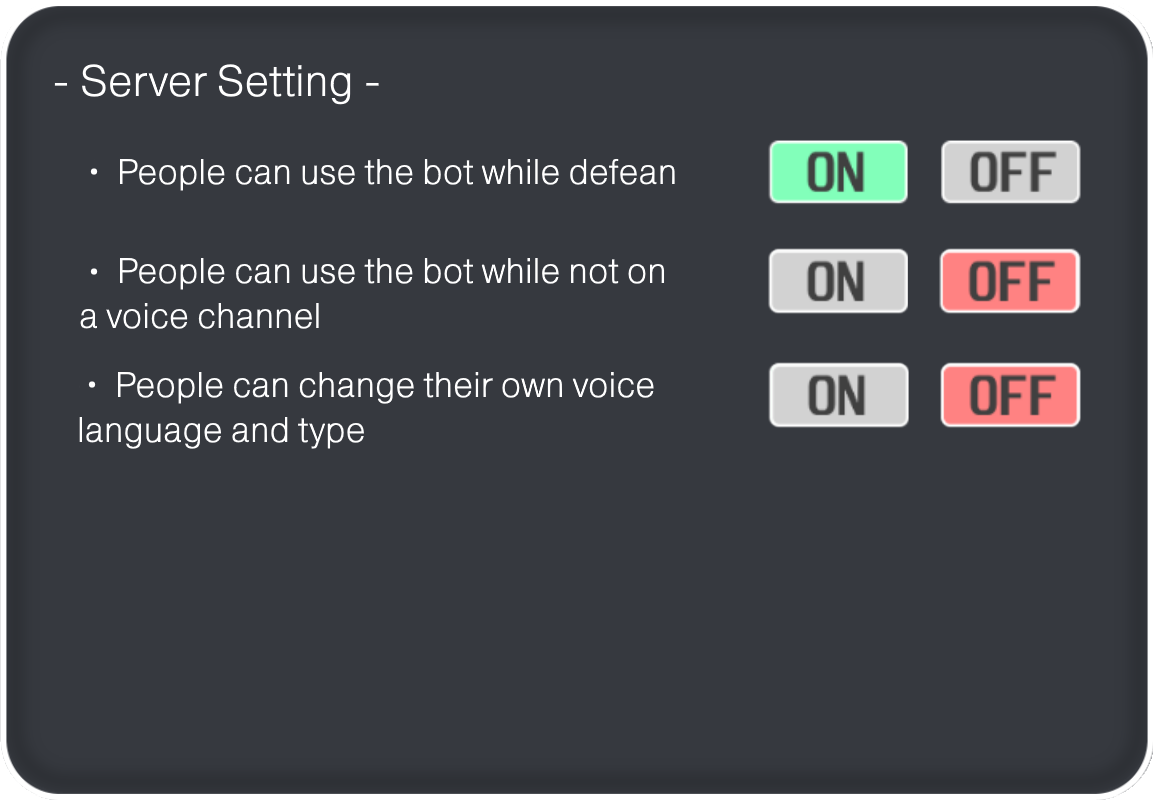 - Server Setting -
・ People can use the bot while defean ON OFF
・ People can use the bot while not on ON OFF
a voice channel
・ People can change their own voice ON OFF
language and type